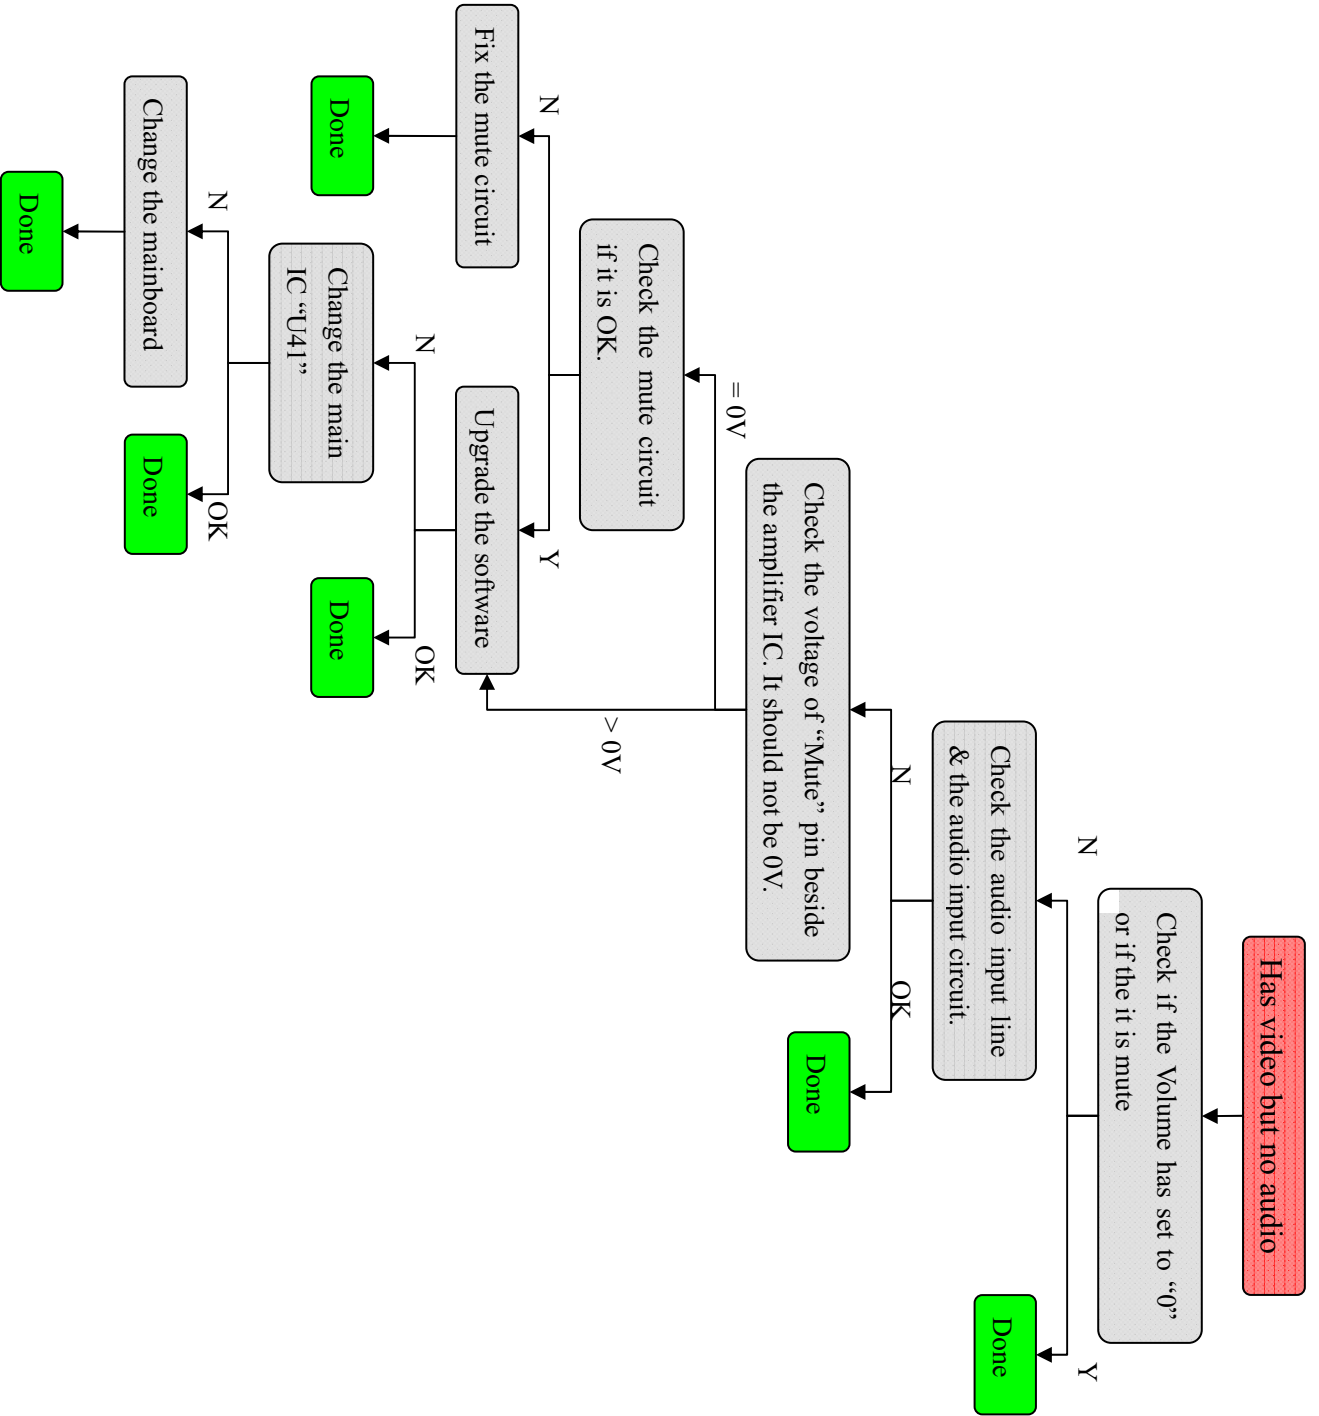 Has video but no audio
Check if the Volume has set to “0”
or if the it is mute
N
Y
Check the audio input line
& the audio input circuit.
Done
N
OK
Check the voltage of “Mute” pin beside
the amplifier IC. It should not be 0V.
Done
= 0V
> 0V
Check the mute circuit
if it is OK.
N
Y
Fix the mute circuit
Upgrade the software
N
OK
Done
Change the main
IC “U41”
Done
N
OK
Change the mainboard
Done
Done